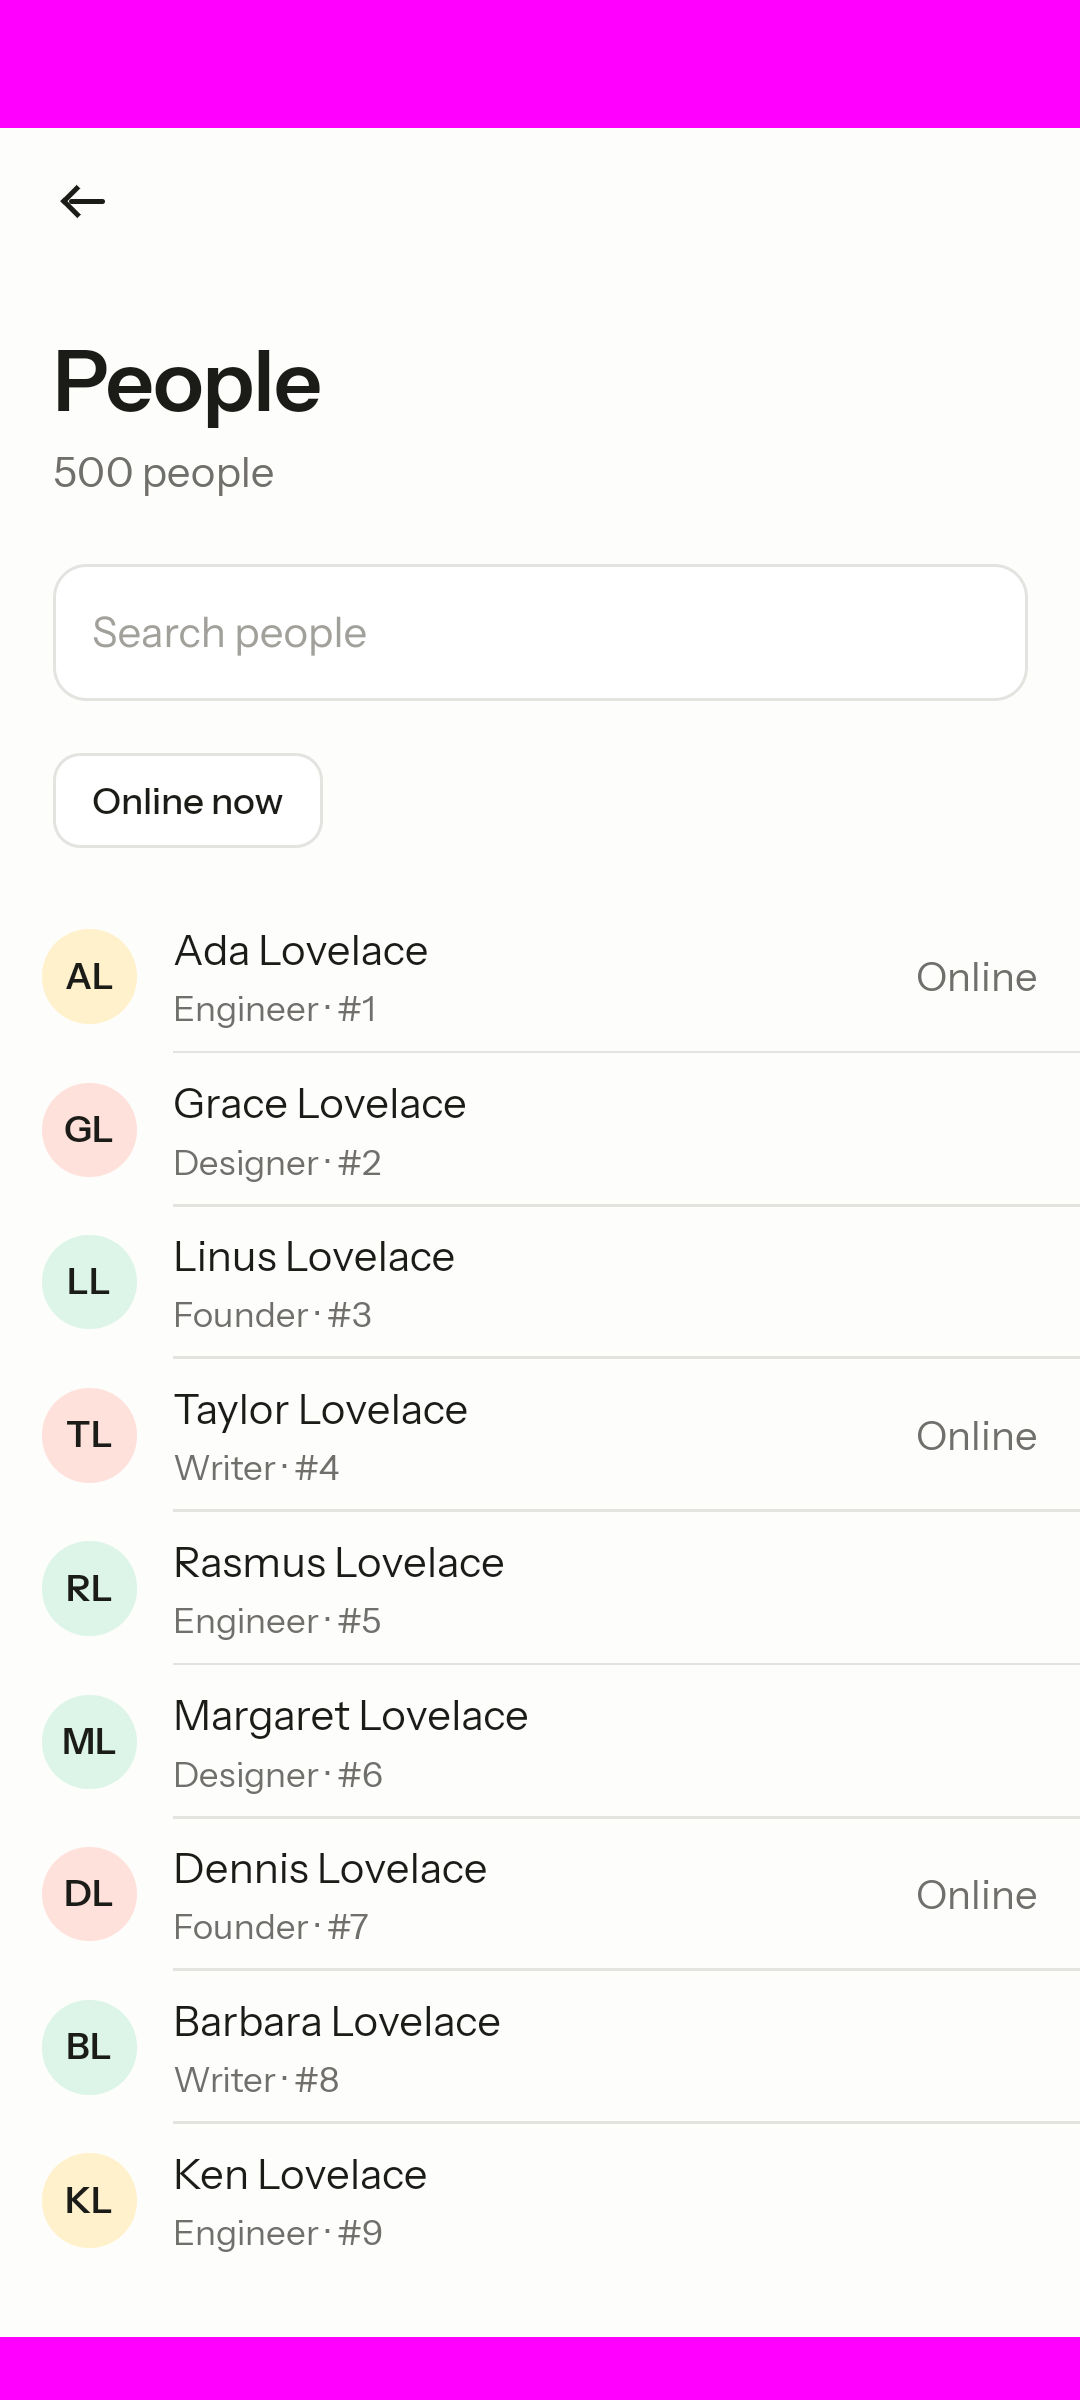 People
500 people
Search people
Online now
AL
Ada Lovelace
Engineer · #1
Online
GL
Grace Lovelace
Designer · #2
LL
Linus Lovelace
Founder · #3
TL
Taylor Lovelace
Writer · #4
Online
RL
Rasmus Lovelace
Engineer · #5
ML
Margaret Lovelace
Designer · #6
DL
Dennis Lovelace
Founder · #7
Online
BL
Barbara Lovelace
Writer · #8
KL
Ken Lovelace
Engineer · #9